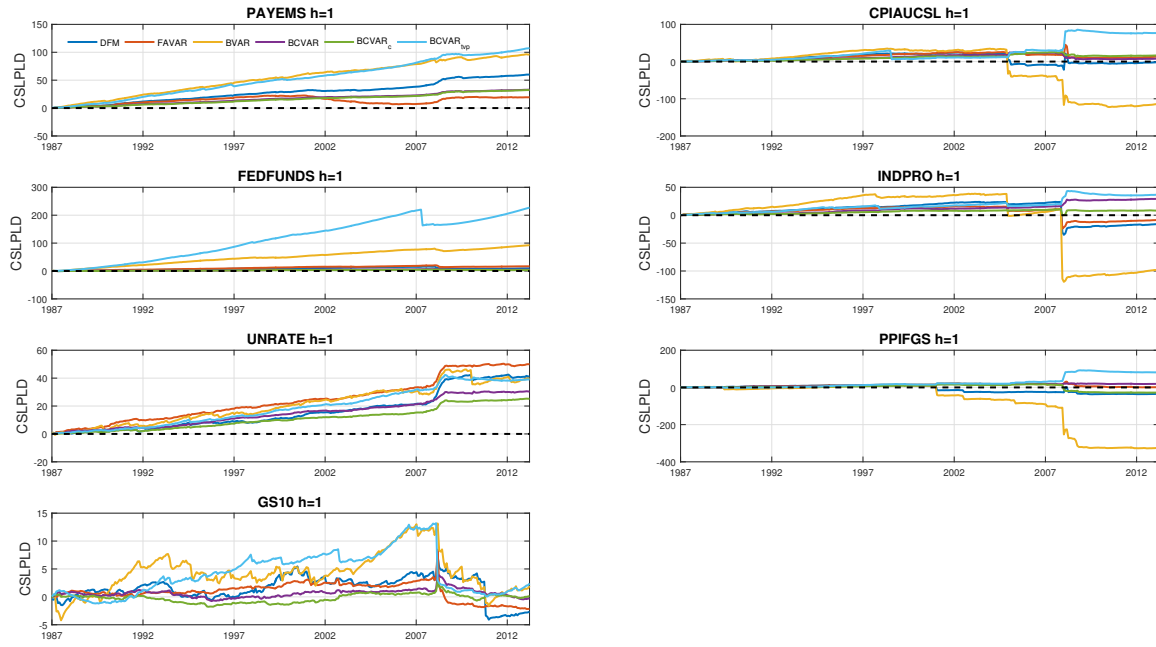 PAYEMS h=1
DFM FAVAR BVAR BCVAR BCVARc BCVARtvp
CSLPLD
150
100
50
0
-50
1987 1992 1997 2002 2007 2012
CPIAUCSL h=1
CSLPLD
100
0
-100
-200
1987 1992 1997 2002 2007 2012
FEDFUNDS h=1
CSLPLD
300
200
100
0
-100
1987 1992 1997 2002 2007 2012
INDPRO h=1
CSLPLD
50
0
-50
-100
-150
1987 1992 1997 2002 2007 2012
UNRATE h=1
CSLPLD
60
40
20
0
-20
1987 1992 1997 2002 2007 2012
PPIFGS h=1
CSLPLD
200
0
-200
-400
1987 1992 1997 2002 2007 2012
GS10 h=1
CSLPLD
15
10
5
0
-5
1987 1992 1997 2002 2007 2012